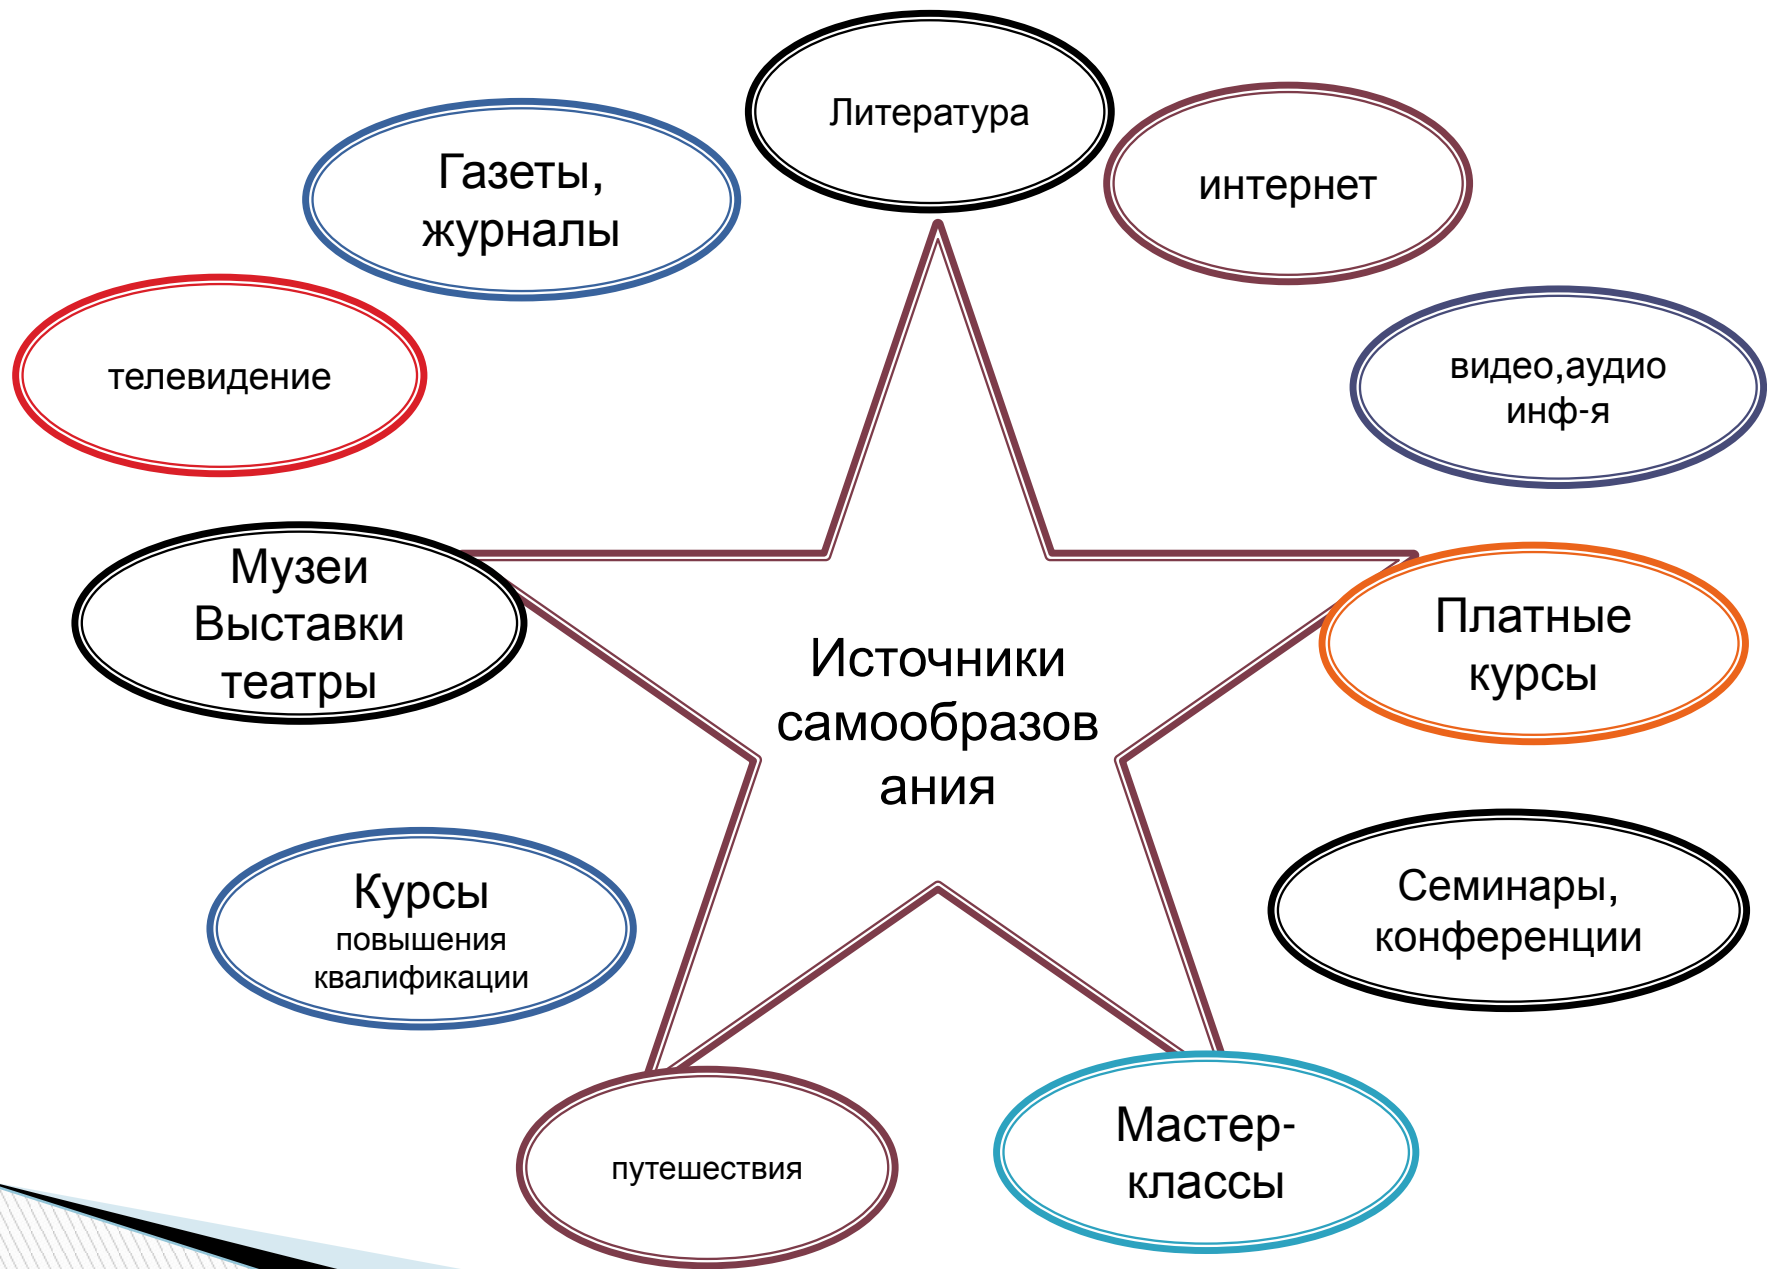 Литература
интернет
Газеты,
журналы
телевидение
видео,аудио
инф-я
Музеи
Выставки
театры
Платные
курсы
Источники
самообразов
ания
Курсы
повышения
квалификации
Семинары,
конференции
путешествия
Мастер-
классы